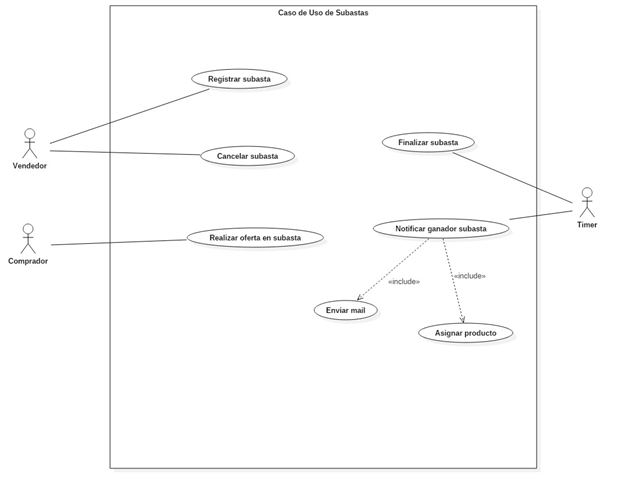 Caso de Uso de Subastas
Registrar subasta
Vendedor
Cancelar subasta
Finalizar subasta
Timer
Comprador
Realizar oferta en subasta
Notificar ganador subasta
«include»
«include»
Enviar mail
Asignar producto